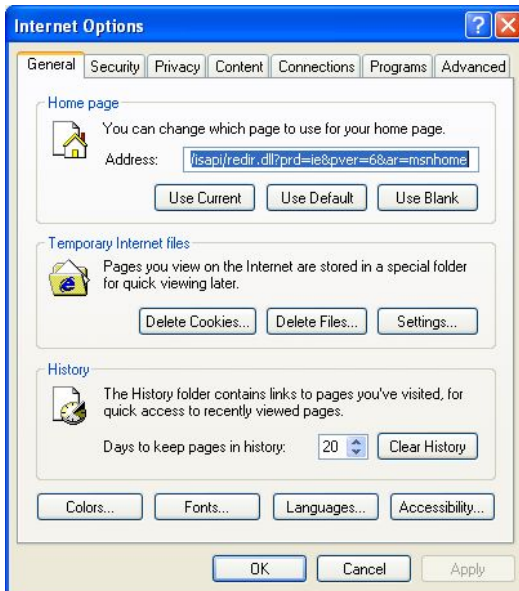 Internet Options
General Security Privacy Content Connections Programs Advanced
Home page
You can change which page to use for your home page.
Address: /isapi/redir.dll?prd=ie&pver=6&ar=msnhome
Use Current Use Default Use Blank
Temporary Internet files
Pages you view on the Internet are stored in a special folder
for quick viewing later.
Delete Cookies... Delete Files... Settings...
History
The History folder contains links to pages you've visited, for
quick access to recently viewed pages.
Days to keep pages in history: 20 Clear History
Colors... Fonts... Languages... Accessibility...
OK Cancel Apply